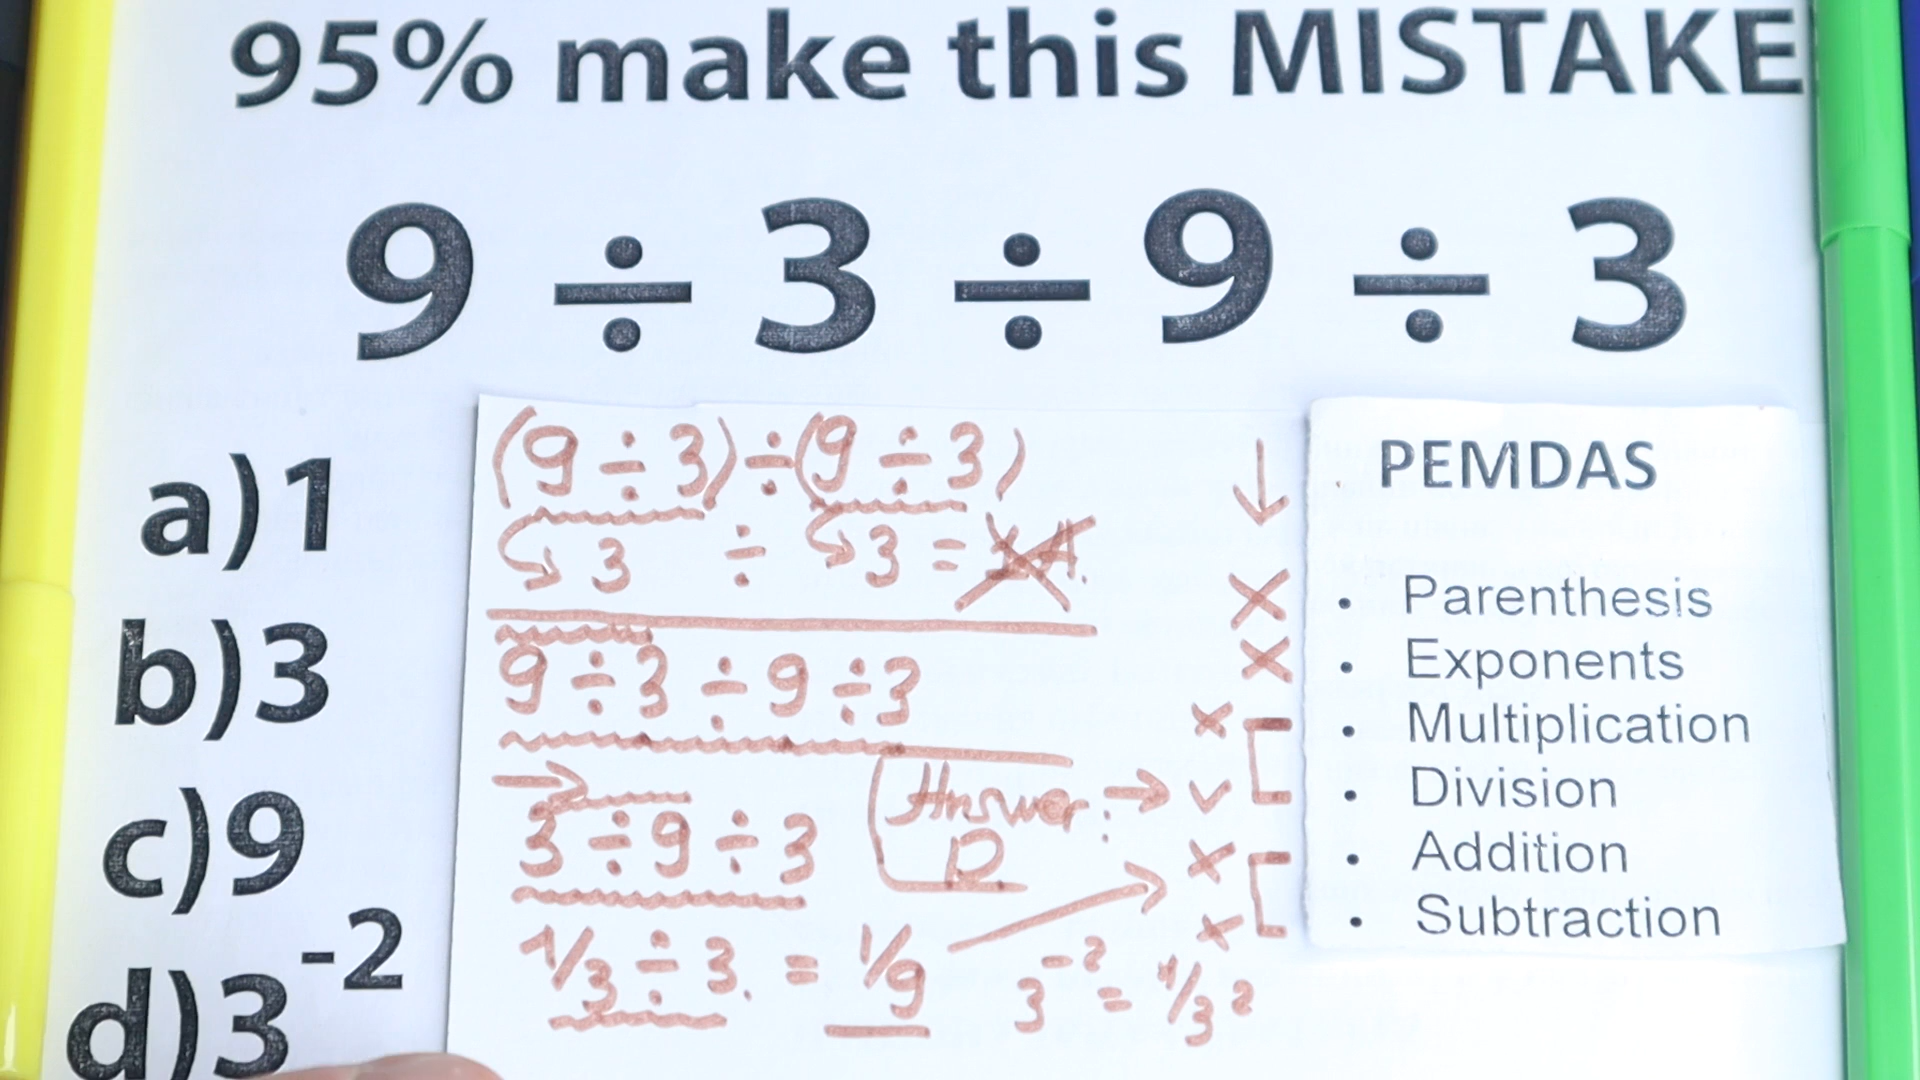 95% make this MISTAKE
9 ÷ 3 ÷ 9 ÷ 3
a) 1
b) 3
c) 9
d) 3⁻²
(9 ÷ 3) ÷ (9 ÷ 3)
3 ÷ 3 =
9 ÷ 3 ÷ 9 ÷ 3
3 ÷ 9 ÷ 3
Answer:
D
1/3 ÷ 3. = 1/9
3⁻² = 1/3²
PEMDAS
• Parenthesis
• Exponents
• Multiplication
• Division
• Addition
• Subtraction